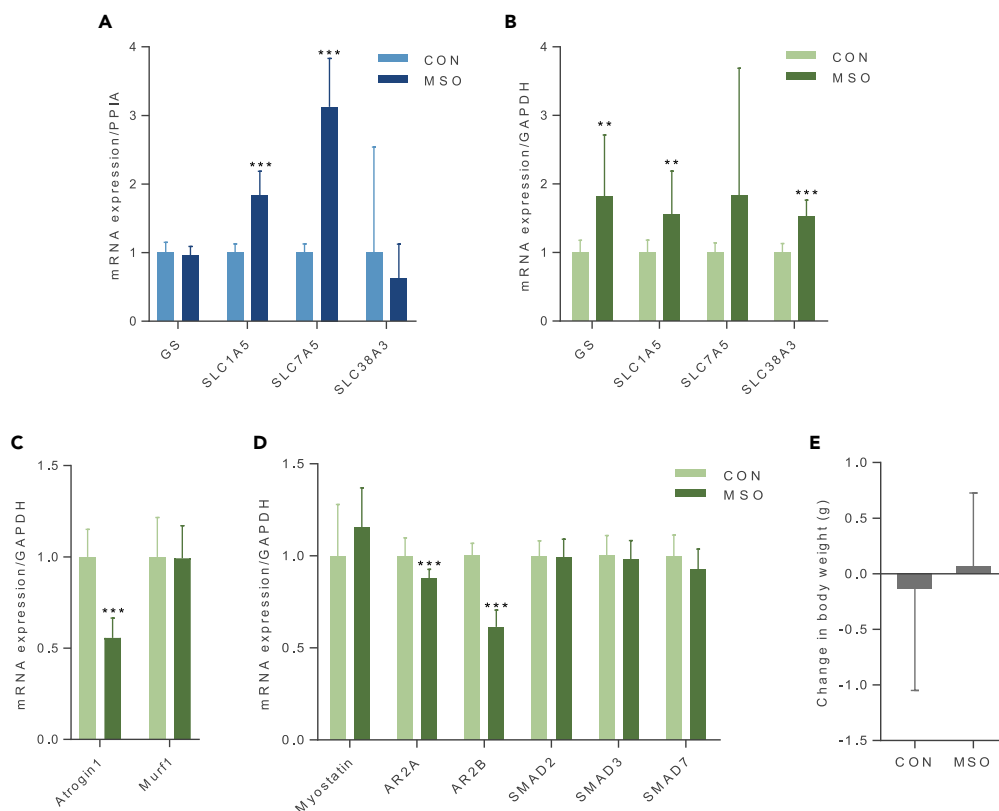 A
mRNA expression/PPIA
4
3
2
1
0
CON
MSO
***
***
GS
SLC1A5
SLC7A5
SLC38A3
B
mRNA expression/GAPDH
4
3
2
1
0
CON
MSO
**
**
***
GS
SLC1A5
SLC7A5
SLC38A3
C
mRNA expression/GAPDH
1.5
1.0
0.5
0.0
***
Atrogin1
Murf1
D
mRNA expression/GAPDH
1.5
1.0
0.5
0.0
CON
MSO
***
***
Myostatin
AR2A
AR2B
SMAD2
SMAD3
SMAD7
E
Change in body weight (g)
1.0
0.5
0.0
-0.5
-1.0
-1.5
CON
MSO